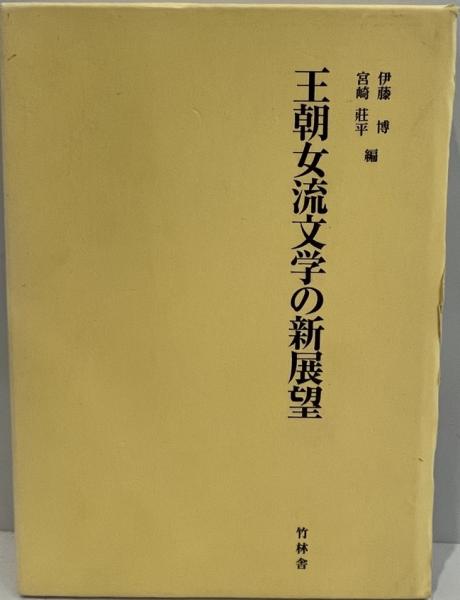 伊藤 博
宮崎 莊平 編
王朝女流文学の新展望
竹林舎